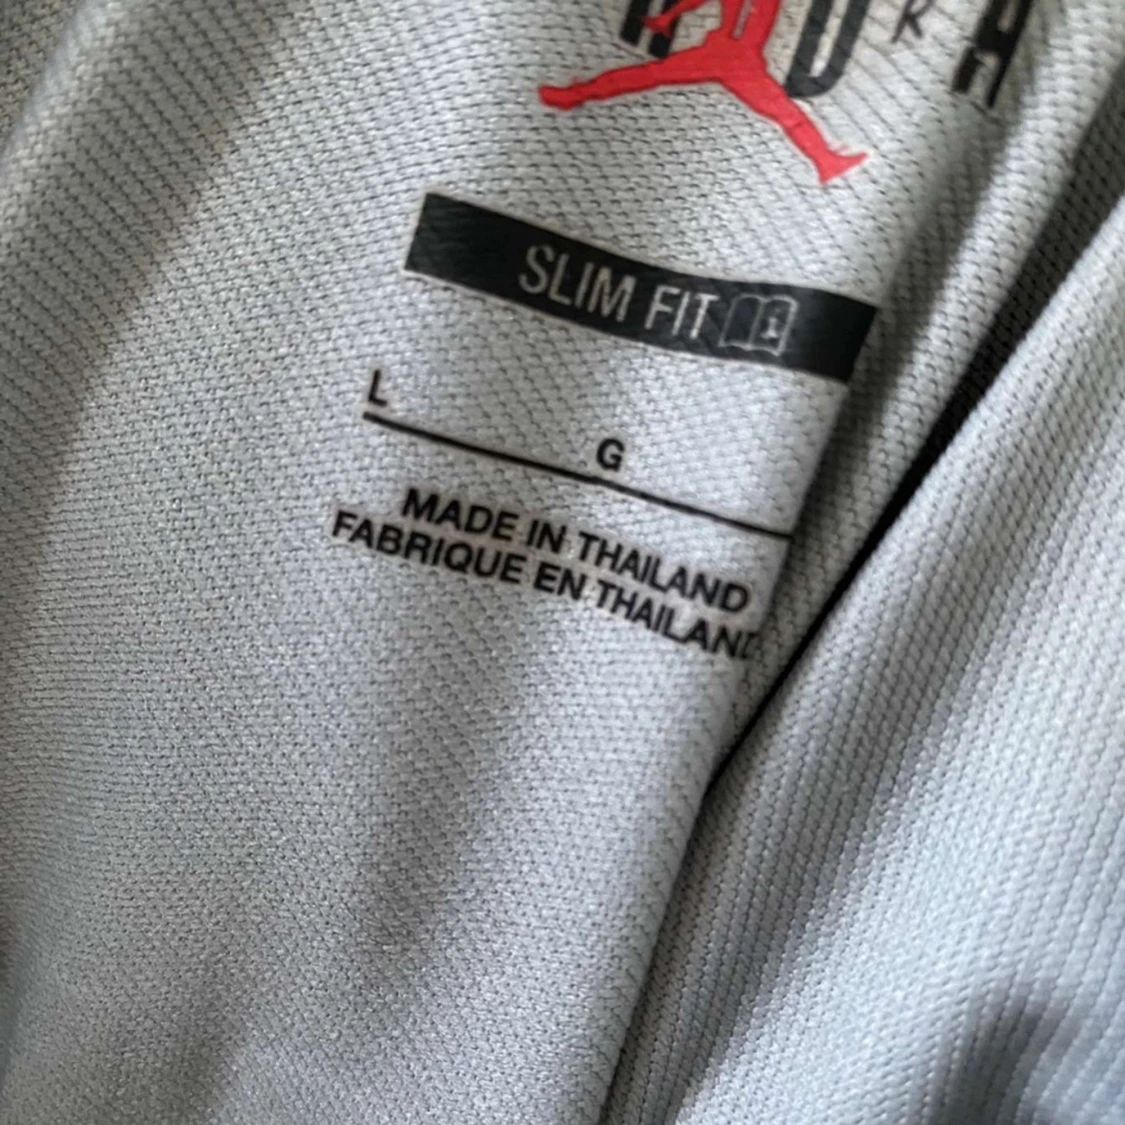 SLIM FIT
L
G
MADE IN THAILAND
FABRIQUE EN THAILAND